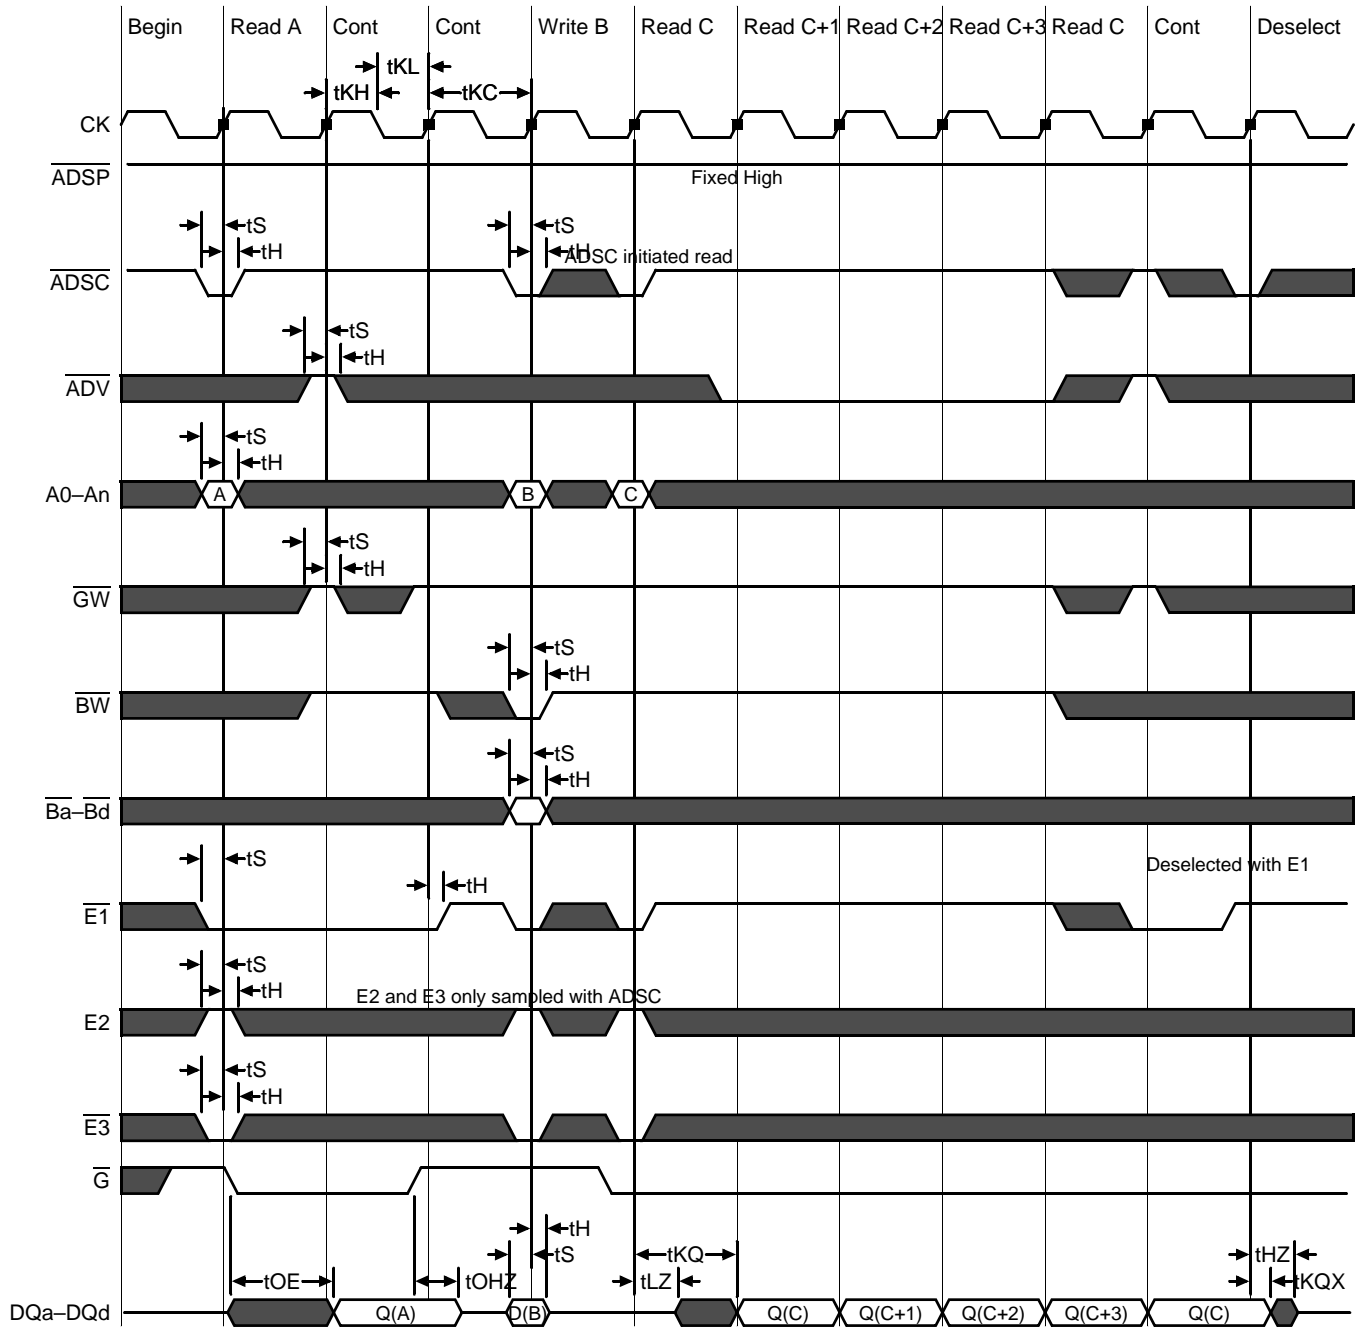 Begin Read A Cont Cont Write B Read C Read C+1 Read C+2 Read C+3 Read C Cont Deselect
tKL
tKH tKC
CK
ADSP
Fixed High
tS tS
tH tH
ADSC initiated read
ADSC
tS
tH
ADV
tS
tH
A0–An A B C
tS
tH
GW
tS
tH
BW
tS
tH
Ba–Bd
tS
Deselected with E1
tH
E1
tS
tH
E2 and E3 only sampled with ADSC
E2
tS
tH
E3
G
tH
tS tKQ tHZ
tOE tOHZ tLZ tKQX
DQa–DQd Q(A) D(B) Q(C) Q(C+1) Q(C+2) Q(C+3) Q(C)